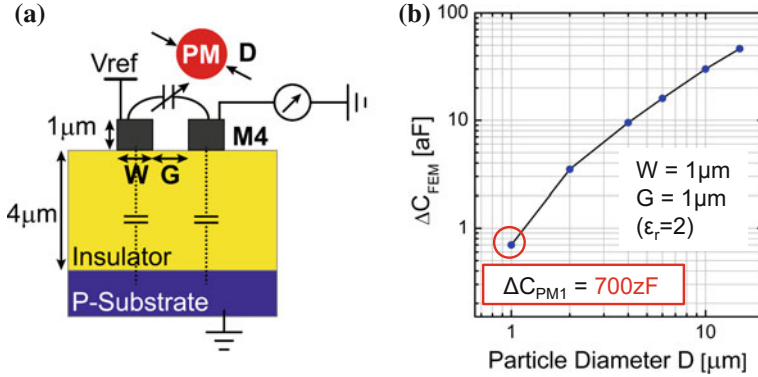 (a)
PM
D
Vref
1μm
M4
W
G
4μm
Insulator
P-Substrate
(b)
ΔC_FEM [aF]
100
10
1
W = 1μm
G = 1μm
(ε_r=2)
ΔC_PM1 = 700zF
1
10
Particle Diameter D [μm]